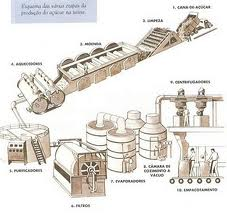 Esquema das várias etapas da
produção do açúcar na usina.
1. CANA-DE-AÇÚCAR
2. LIMPEZA
3. MOENDA
4. AQUECEDORES
9. CENTRIFUGADORES
5. PURIFICADORES
6. FILTROS
7. EVAPORADORES
8. CÂMARA DE
COZIMENTO A
VÁCUO
10. EMPACOTAMENTO